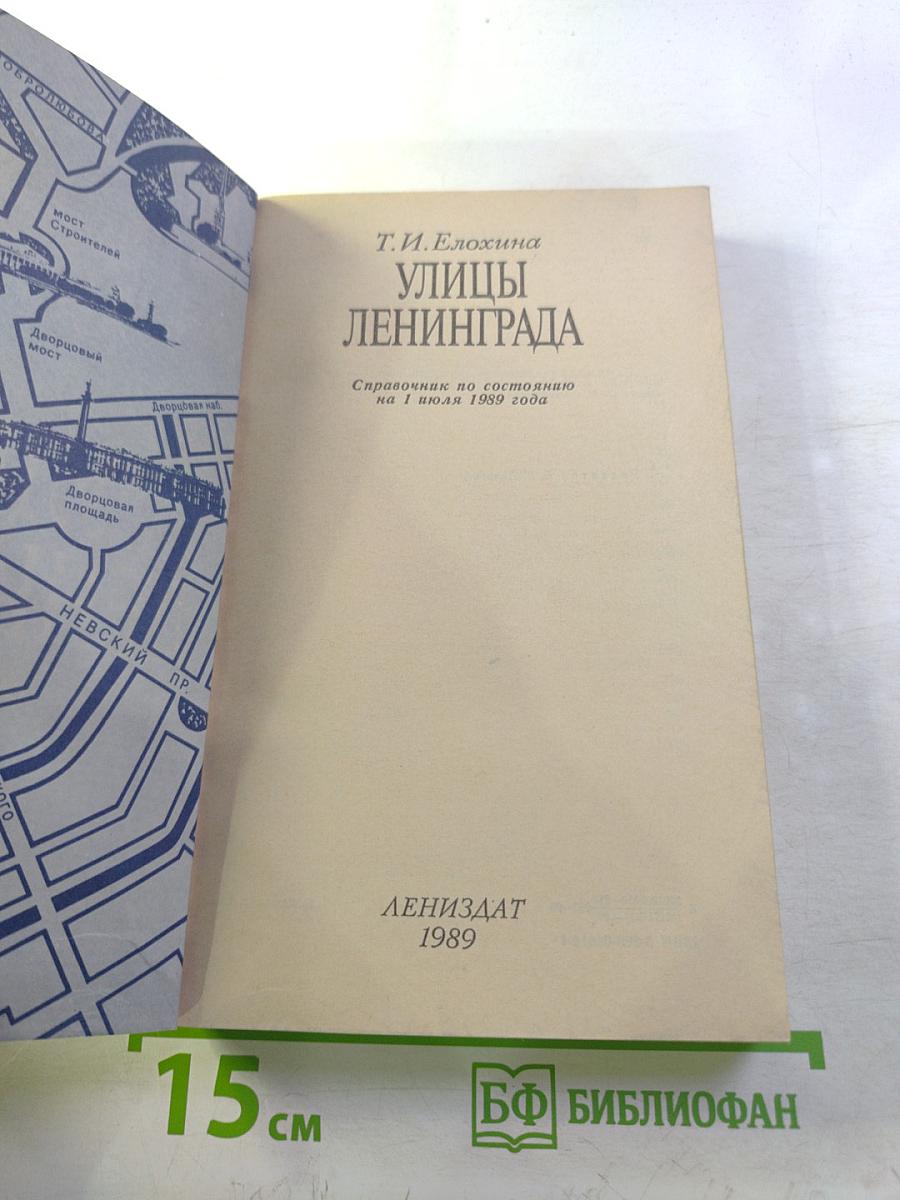 ДОБРОЛЮБОВА
мост
Строителей
Дворцовый
мост
Дворцовая наб.
Дворцовая
площадь
НЕВСКИЙ ПР.
Т. И. Елохина
УЛИЦЫ
ЛЕНИНГРАДА
Справочник по состоянию
на 1 июля 1989 года
ЛЕНИЗДАТ
1989
15 см
БФ БИБЛИОФАН